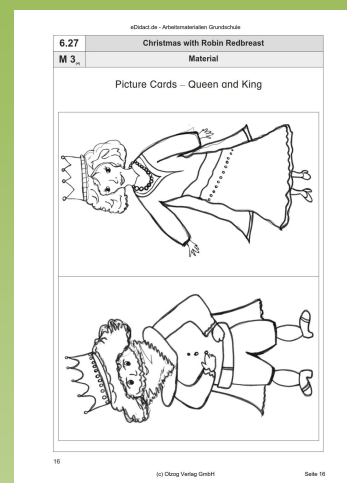 eDidact.de - Arbeitsmaterialien Grundschule
6.27 Christmas with Robin Redbreast
M 3(4) Material
Picture Cards – Queen and King
16
(c) Olzog Verlag GmbH Seite 16